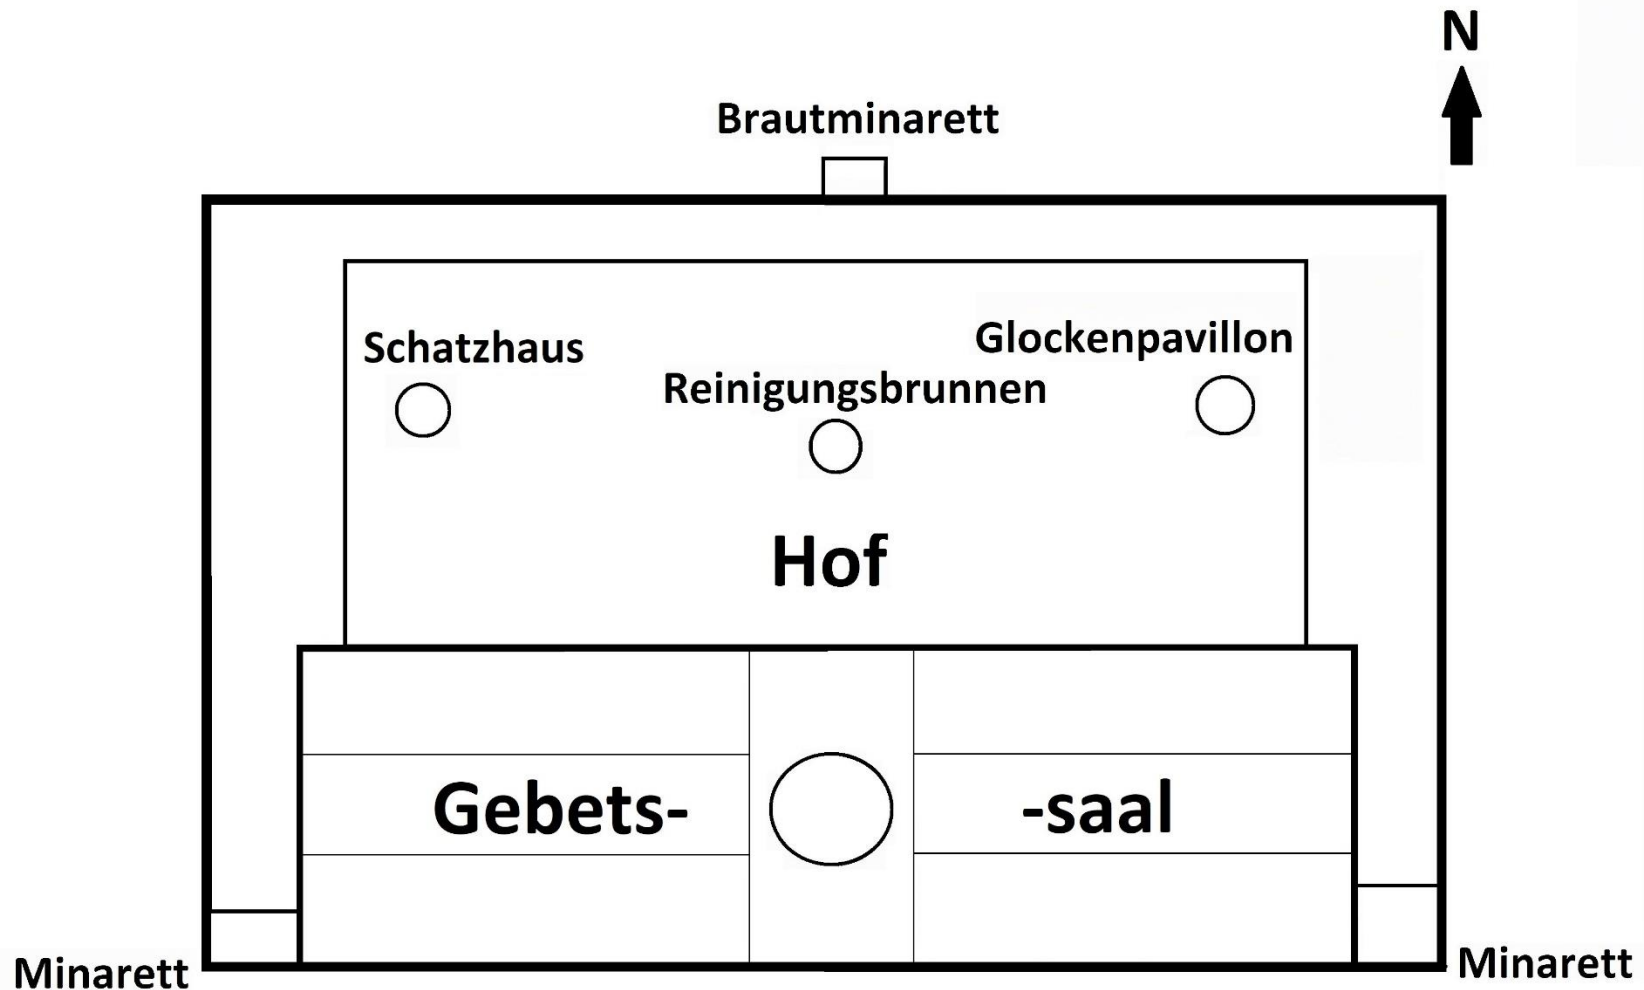 N
Brautminarett
Schatzhaus
Glockenpavillon
Reinigungsbrunnen
Hof
Gebets- -saal
Minarett
Minarett